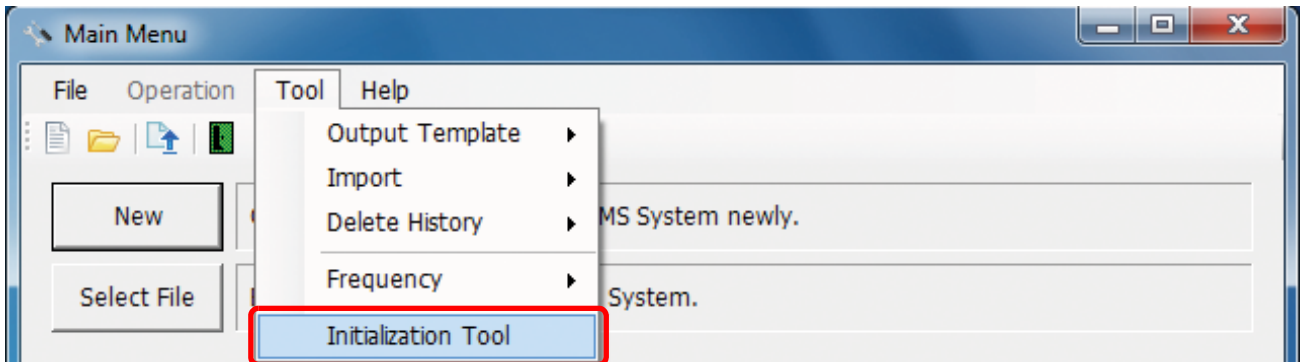 Main Menu
File Operation Tool Help
Output Template
Import
Delete History
Frequency
Initialization Tool
New
MS System newly.
Select File
System.